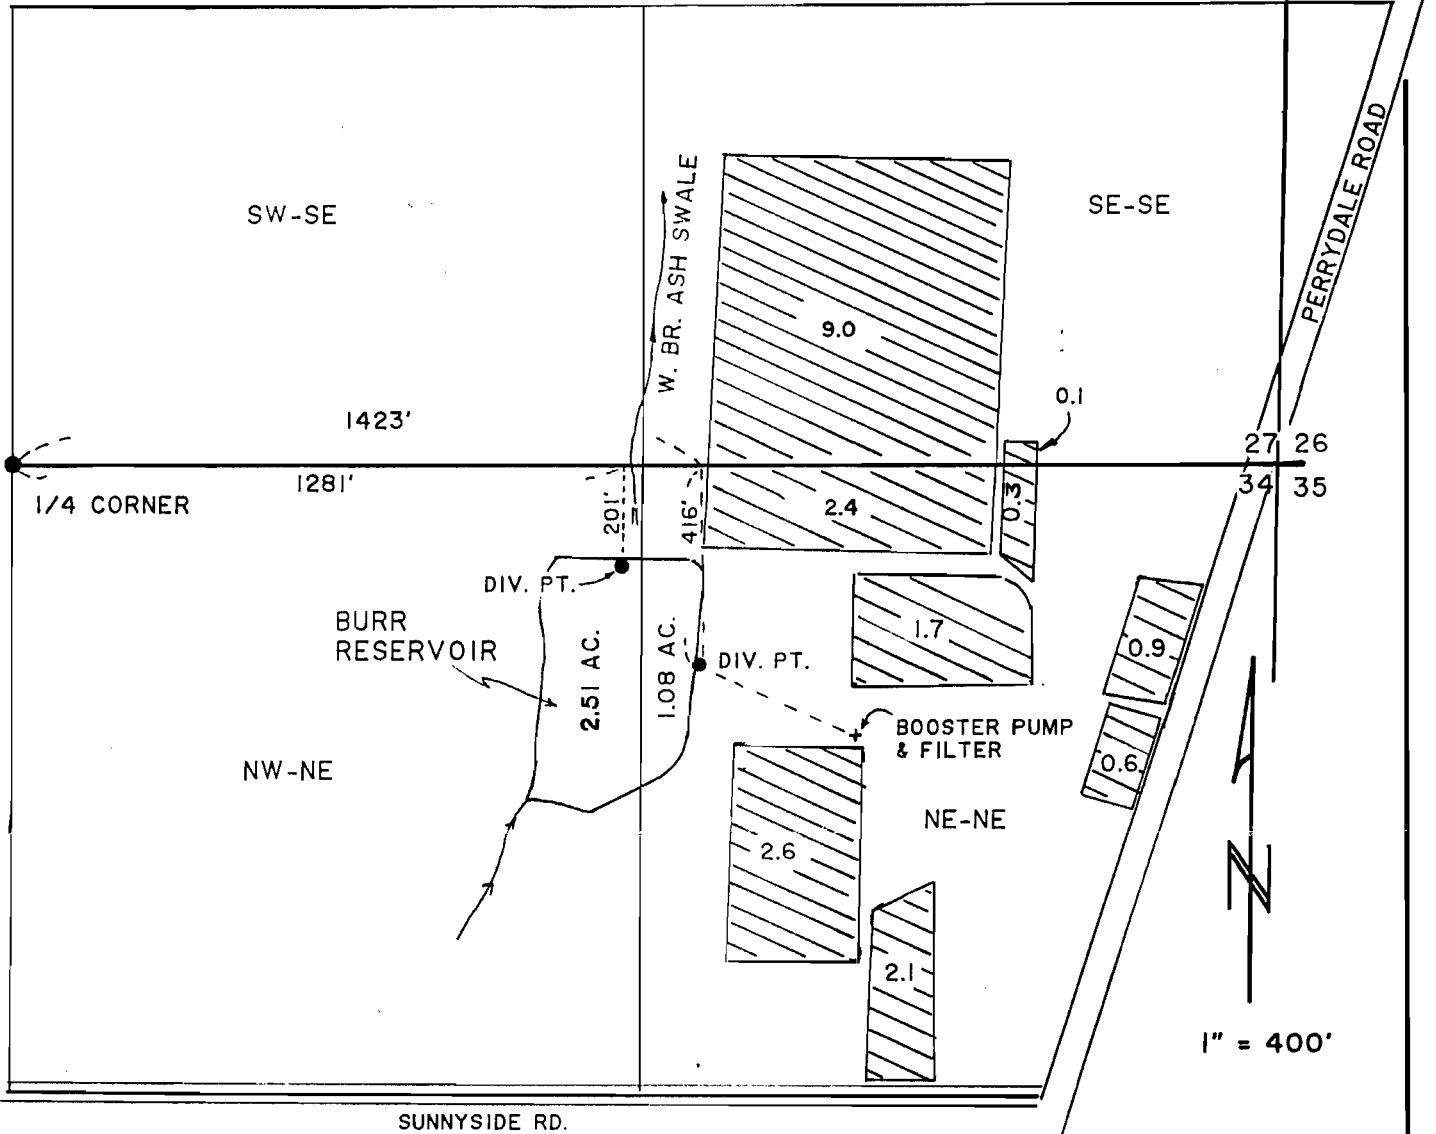 SW-SE
W. BR. ASH SWALE
SE-SE
PERRYDALE ROAD
9.0
0.1
1423'
27 26
1281'
34 35
1/4 CORNER
201'
416'
2.4
0.3
DIV. PT.
BURR
RESERVOIR
2.51 AC.
1.08 AC.
DIV. PT.
1.7
0.9
BOOSTER PUMP
& FILTER
0.6
NW-NE
NE-NE
2.6
2.1
N
1" = 400'
SUNNYSIDE RD.